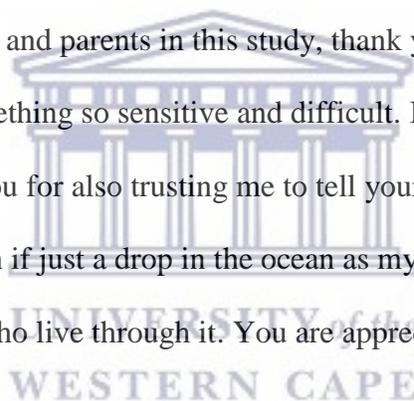 and parents in this study, thank
ething so sensitive and difficult.
u for also trusting me to tell your
if just a drop in the ocean as my
ho live through it. You are appre
UNIVERSITY of the
WESTERN CAPE